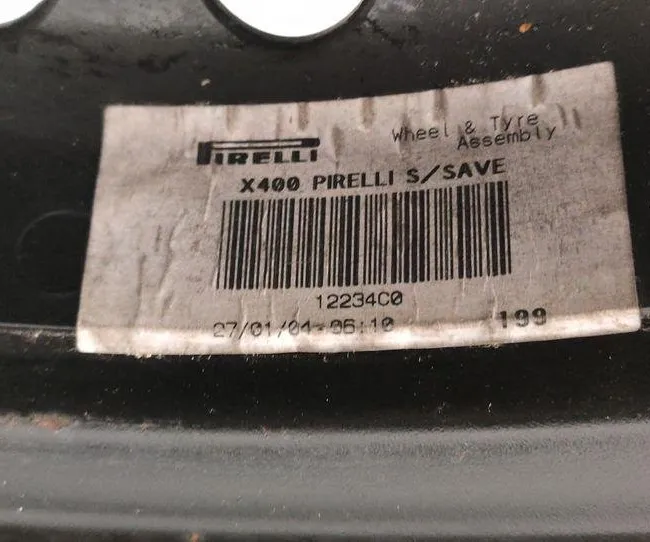 PIRELLI
Wheel & Tyre
Assembly
X400 PIRELLI S/SAVE
12234C0
27/01/04-06:10
199